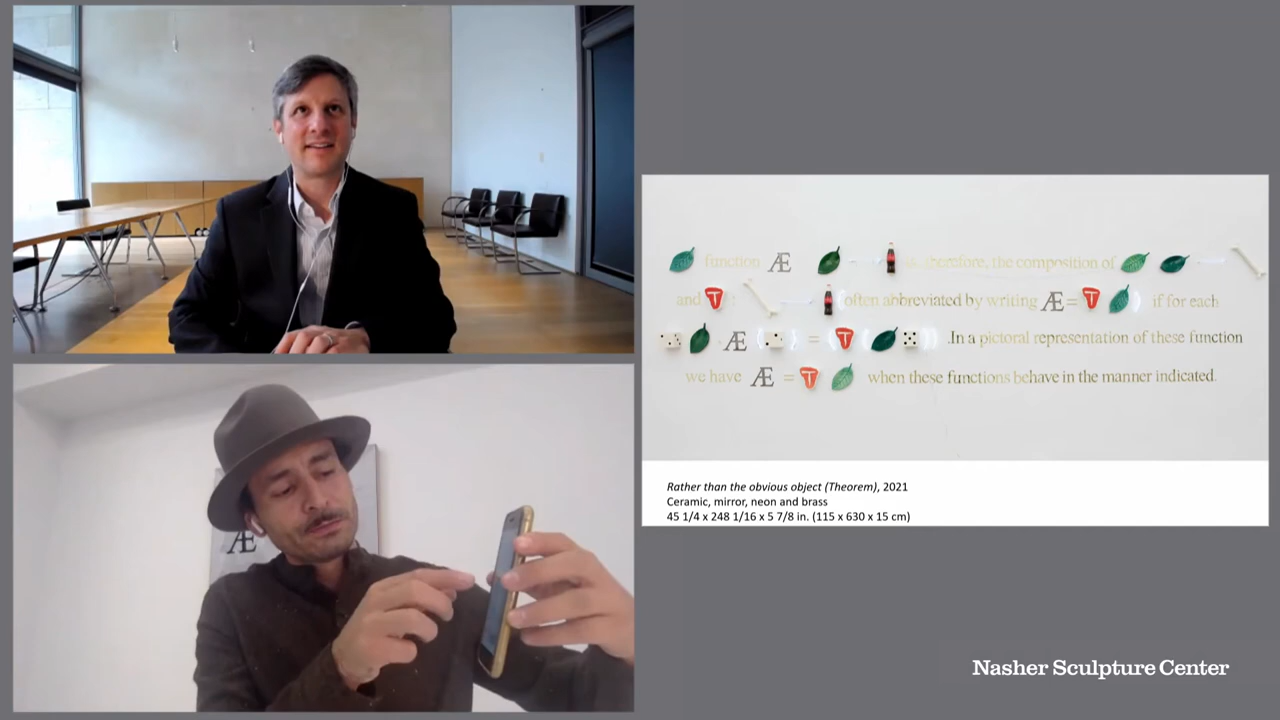 function Æ is, therefore, the composition of
and T : often abbreviated by writing Æ = T if for each
Æ ( ) = T ( ( ) ) .In a pictoral representation of these function
we have Æ = T when these functions behave in the manner indicated.
Rather than the obvious object (Theorem), 2021
Ceramic, mirror, neon and brass
45 1/4 x 248 1/16 x 5 7/8 in. (115 x 630 x 15 cm)
Æ
Nasher Sculpture Center